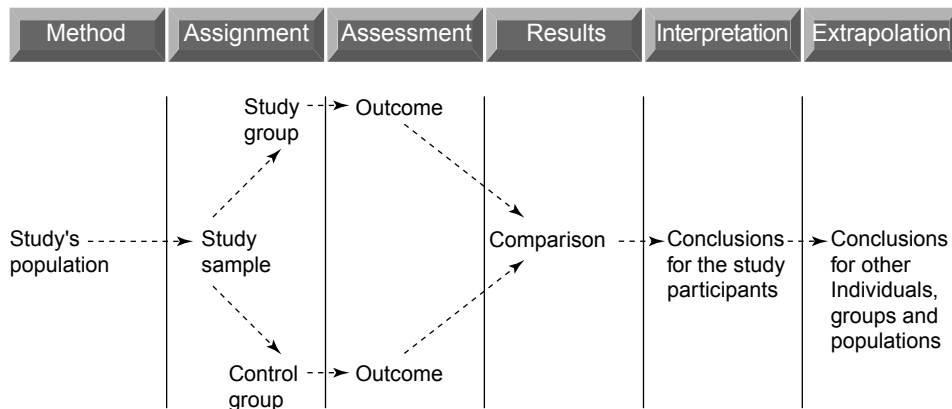 Method
Assignment
Assessment
Results
Interpretation
Extrapolation
Study
group
Outcome
Study's
population
Study
sample
Comparison
Conclusions
for the study
participants
Conclusions
for other
Individuals,
groups and
populations
Control
group
Outcome